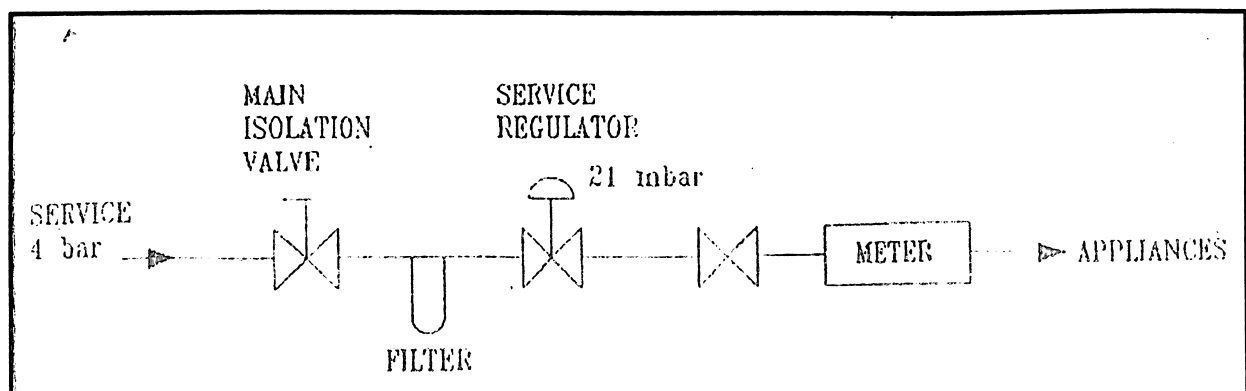 MAIN
ISOLATION
VALVE
SERVICE
REGULATOR
21 mbar
SERVICE
4 bar
METER
APPLIANCES
FILTER